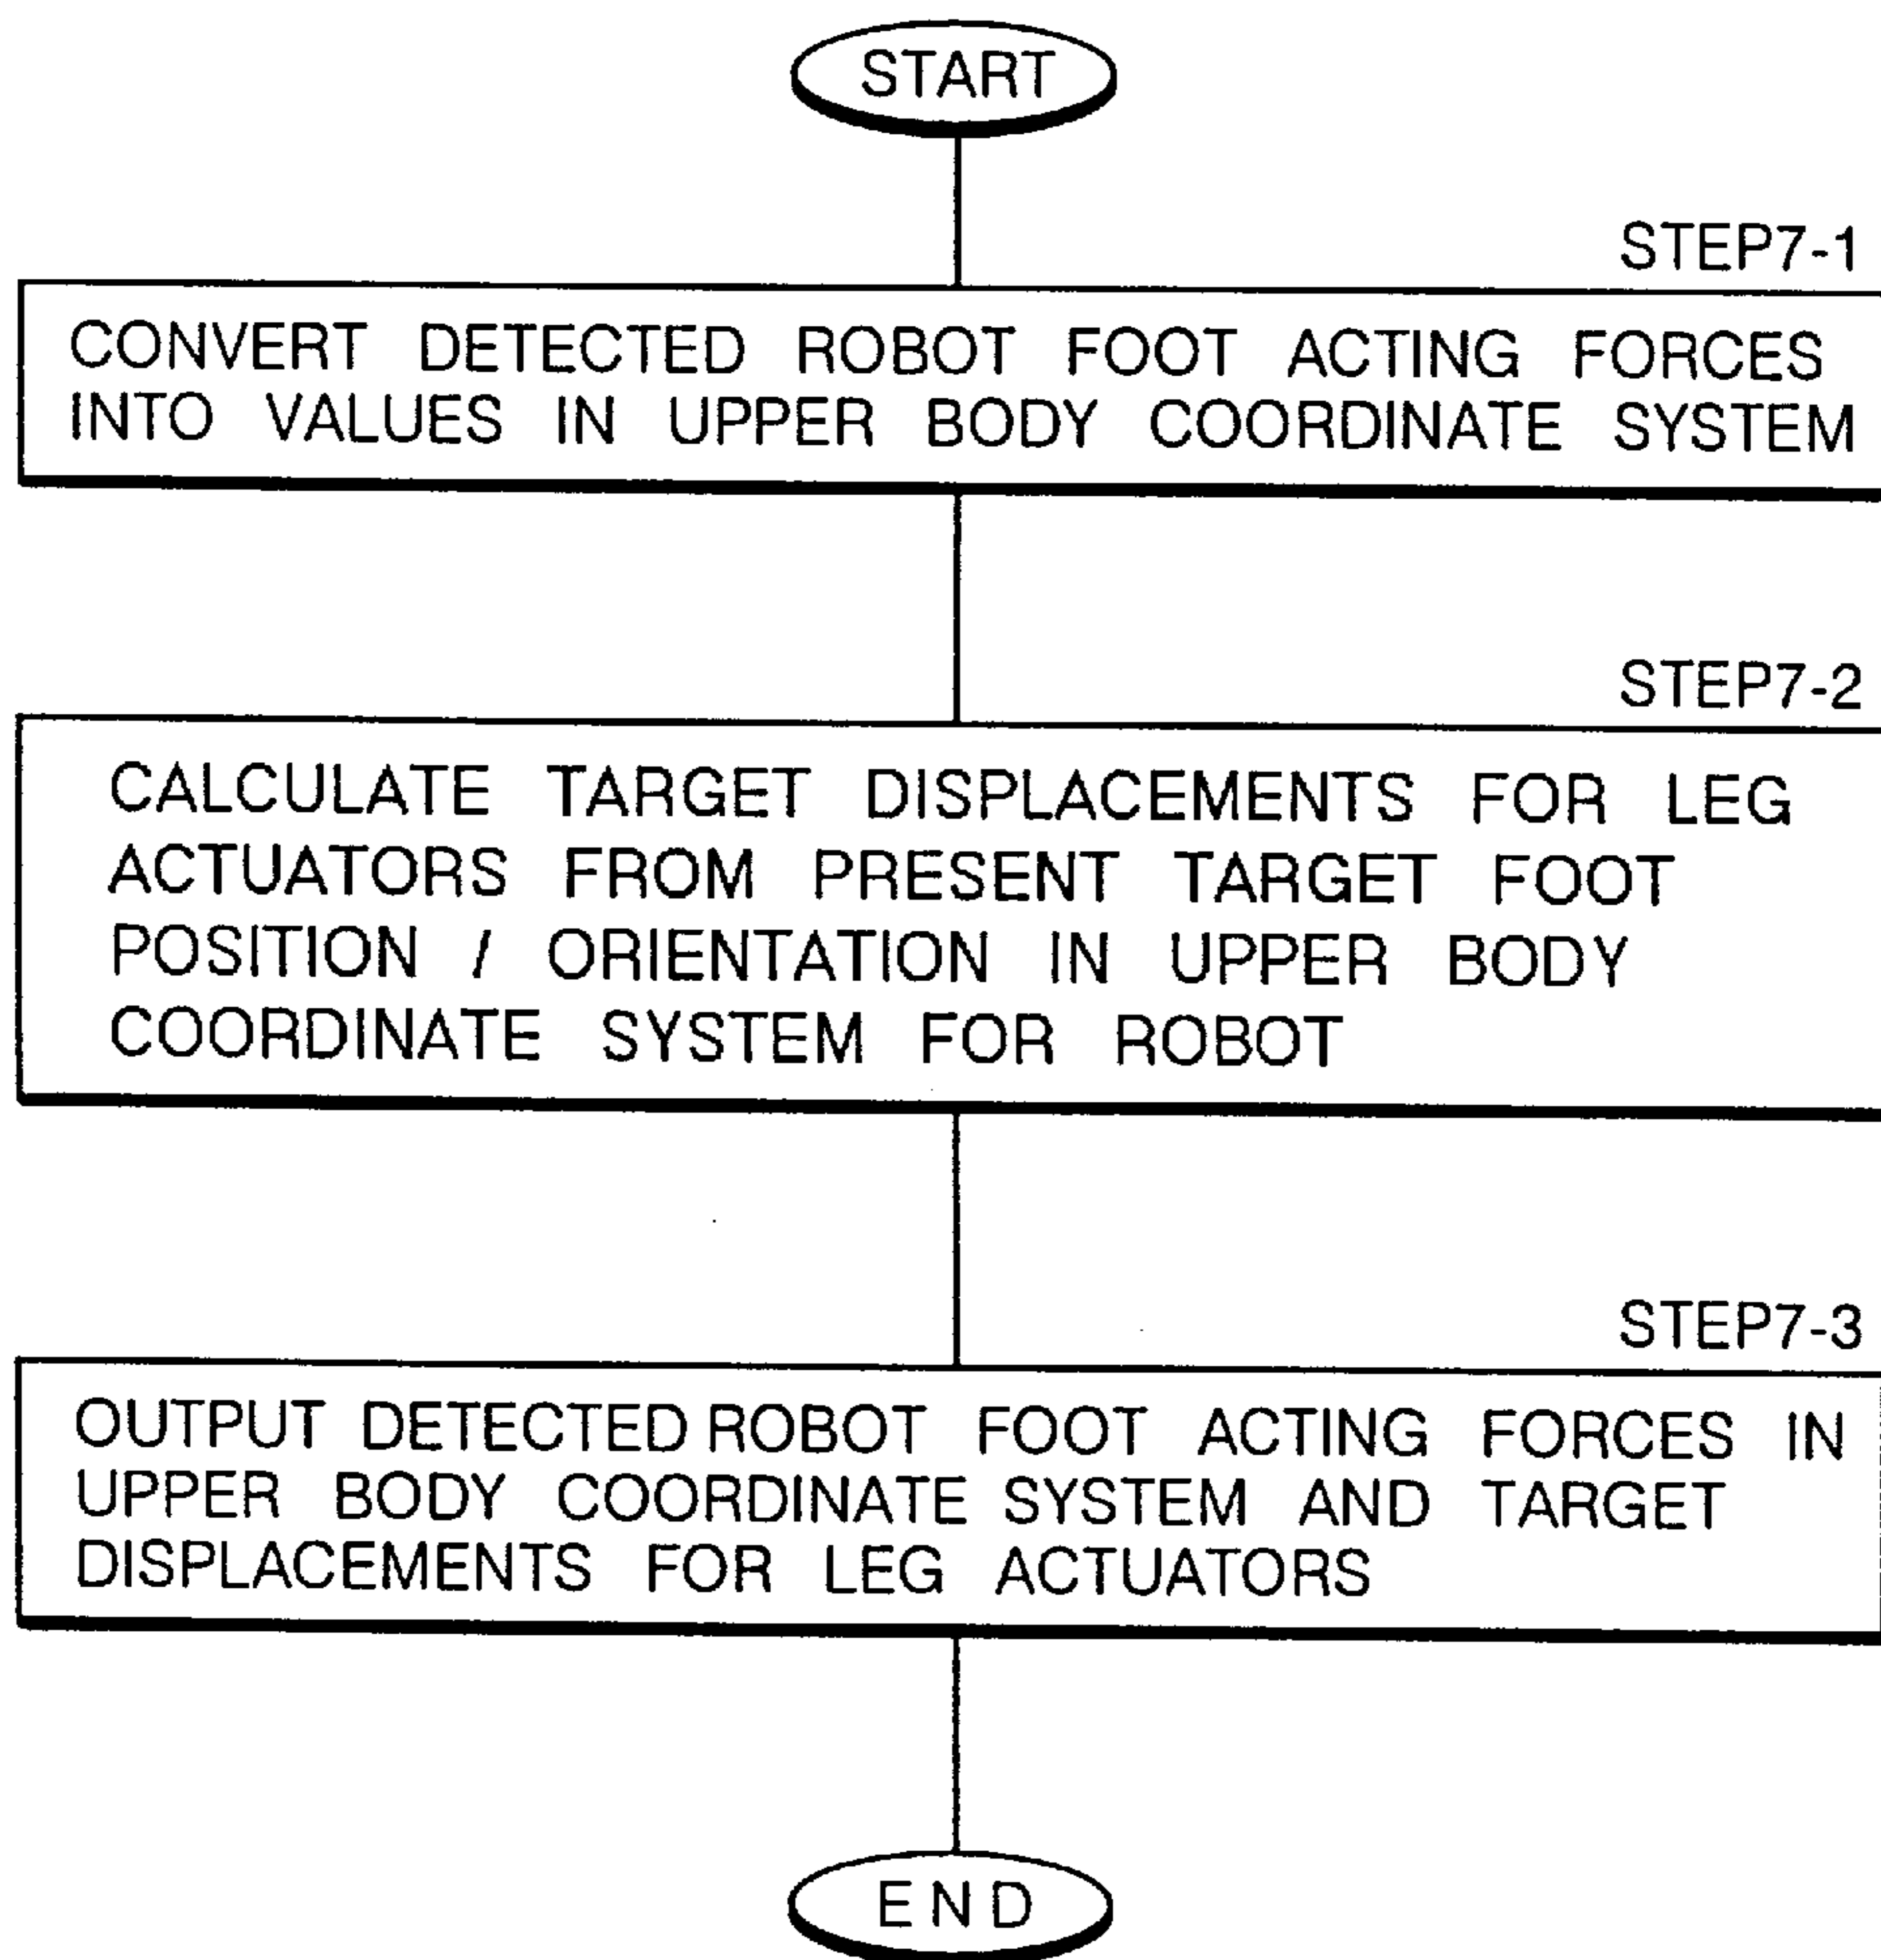 START
STEP7-1
CONVERT DETECTED ROBOT FOOT ACTING FORCES
INTO VALUES IN UPPER BODY COORDINATE SYSTEM
STEP7-2
CALCULATE TARGET DISPLACEMENTS FOR LEG
ACTUATORS FROM PRESENT TARGET FOOT
POSITION / ORIENTATION IN UPPER BODY
COORDINATE SYSTEM FOR ROBOT
STEP7-3
OUTPUT DETECTED ROBOT FOOT ACTING FORCES IN
UPPER BODY COORDINATE SYSTEM AND TARGET
DISPLACEMENTS FOR LEG ACTUATORS
END